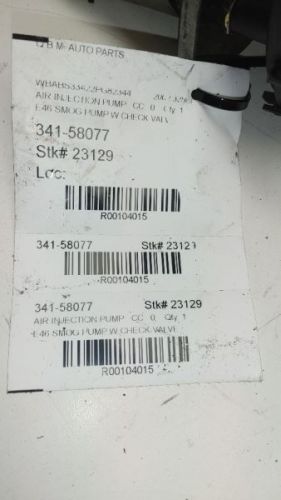 B M AUTO PARTS
AIR INJECTION PUMP CC 0, Qty 1
E46 SMOG PUMP W CHECK VALV
341-58077
Stk# 23129
Loc:
R00104015
341-58077 Stk# 23129
R00104015
341-58077 Stk# 23129
AIR INJECTION PUMP CC 0, Qty 1
E46 SMOG PUMP W CHECK VALVE
R00104015